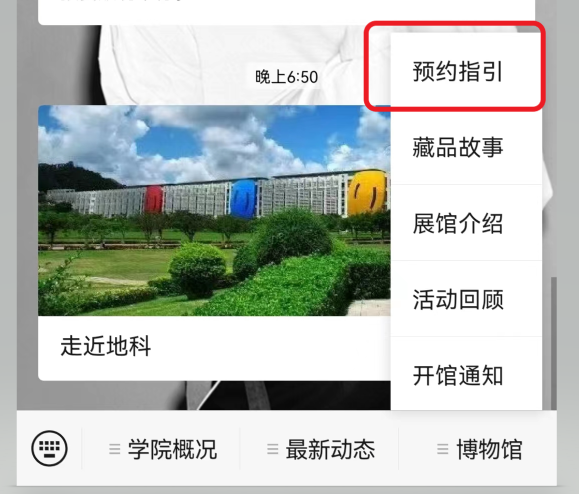 晚上6:50
预约指引
藏品故事
展馆介绍
活动回顾
开馆通知
走近地科
学院概况
最新动态
博物馆